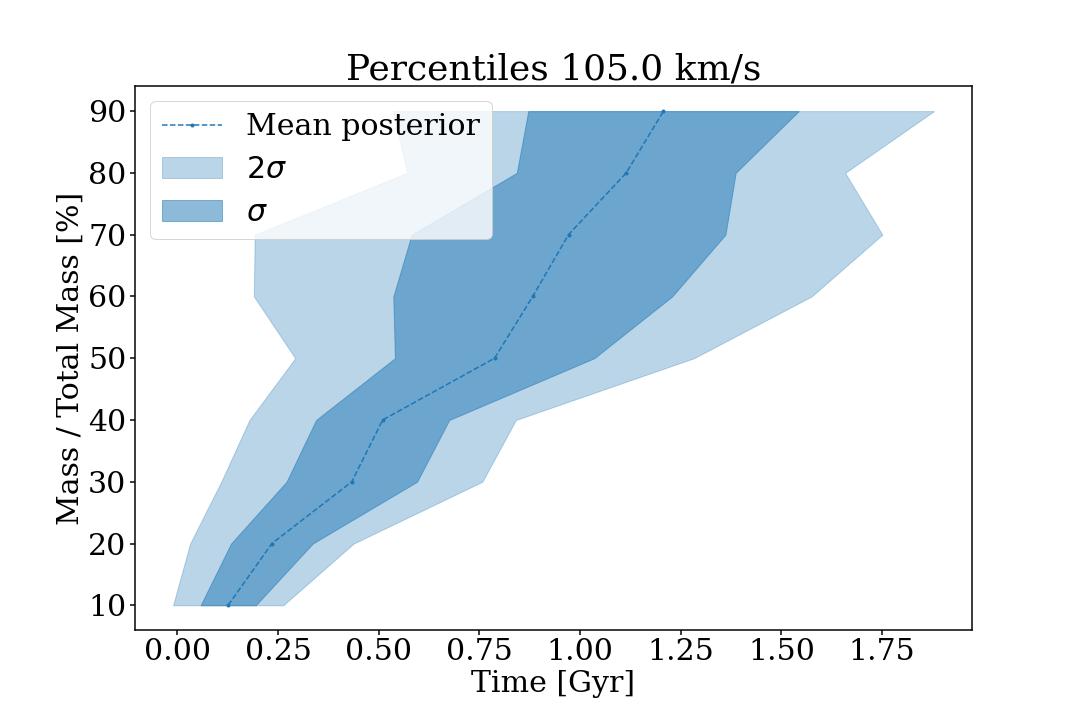 Percentiles 105.0 km/s
Mean posterior
2σ
σ
Mass / Total Mass [%]
90
80
70
60
50
40
30
20
10
0.00 0.25 0.50 0.75 1.00 1.25 1.50 1.75
Time [Gyr]